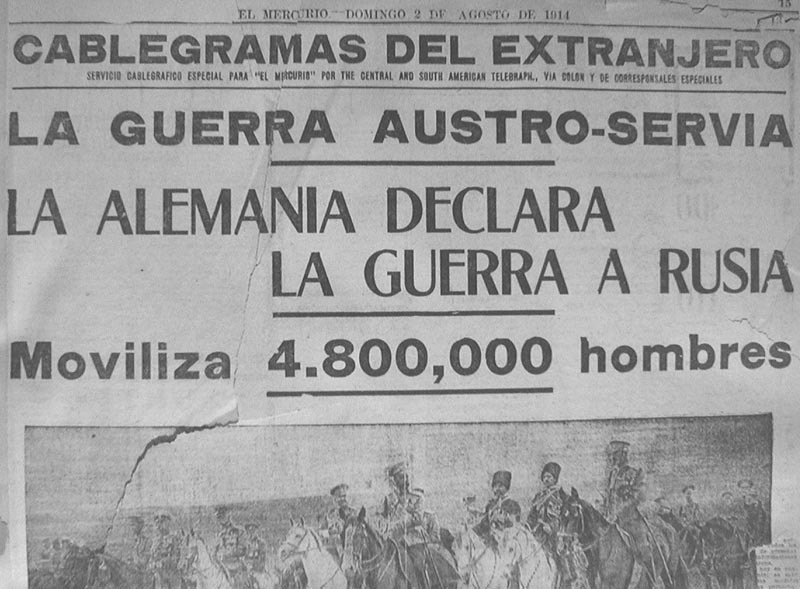 15
EL MERCURIO—DOMINGO 2 DE AGOSTO DE 1914
CABLEGRAMAS DEL EXTRANJERO
SERVICIO CABLEGRAFICO ESPECIAL PARA "EL MERCURIO" POR THE CENTRAL AND SOUTH AMERICAN TELEGRAPH., VIA COLON Y DE CORRESPONSALES ESPECIALES
LA GUERRA AUSTRO-SERVIA
LA ALEMANIA DECLARA
LA GUERRA A RUSIA
Moviliza 4.800,000 hombres